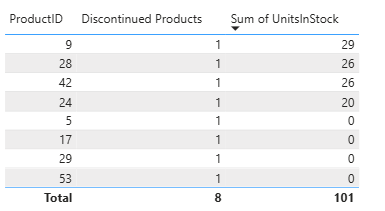 ProductID Discontinued Products Sum of UnitsInStock
9 1 29
28 1 26
42 1 26
24 1 20
5 1 0
17 1 0
29 1 0
53 1 0
Total 8 101